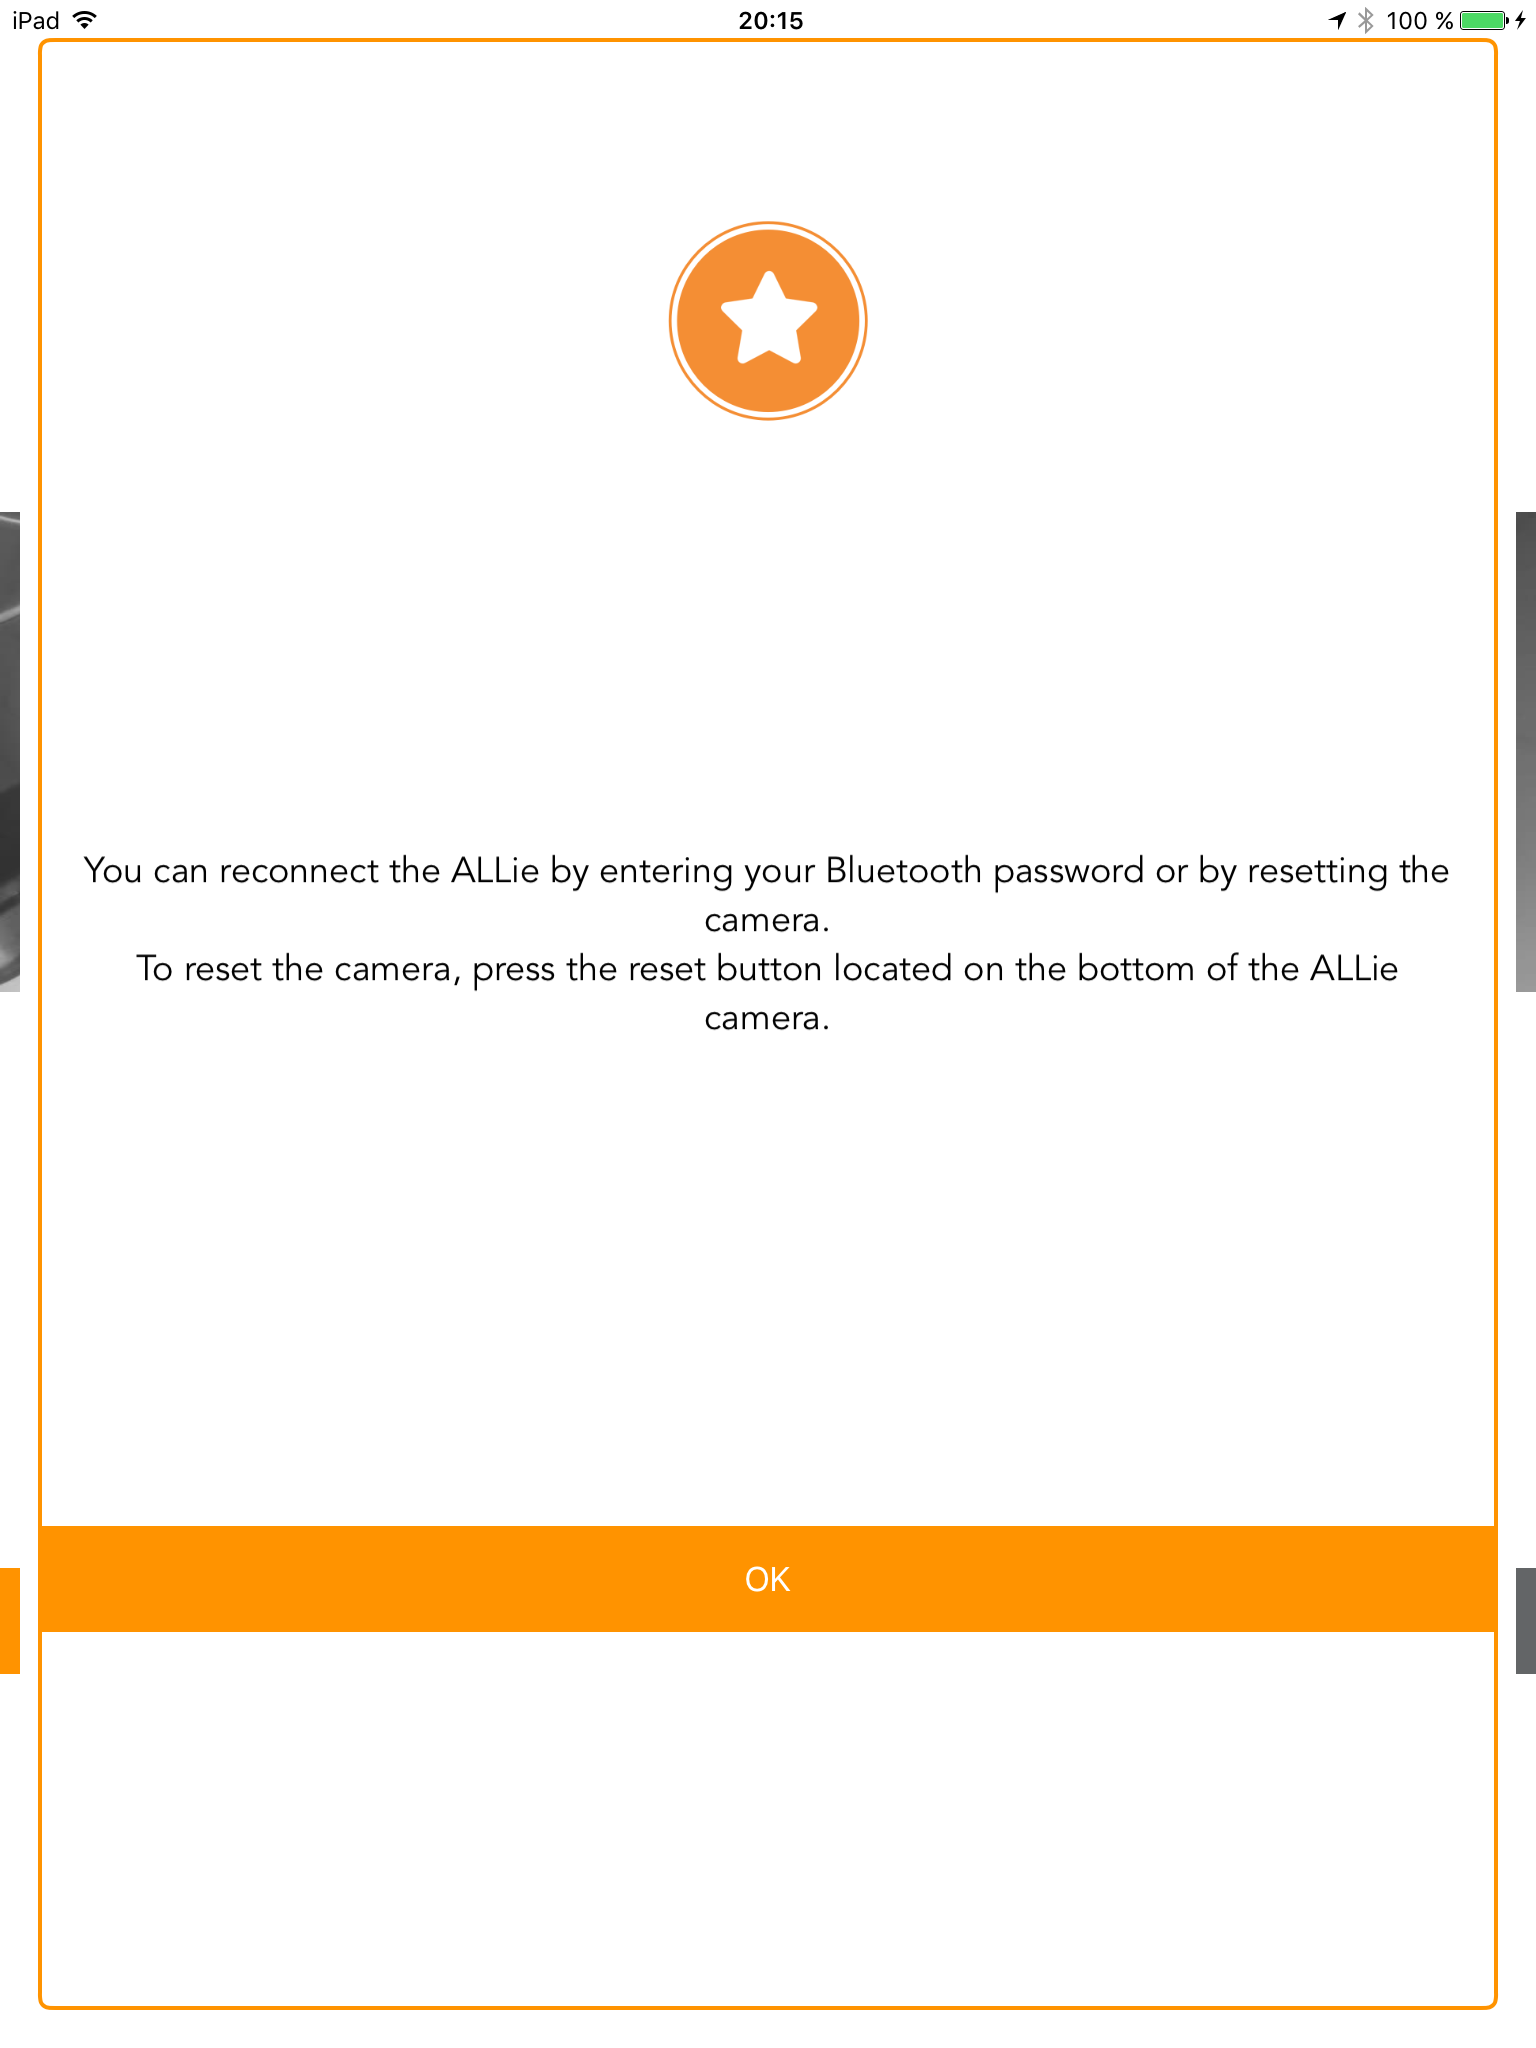 iPad 20:15 100 %
You can reconnect the ALLie by entering your Bluetooth password or by resetting the
camera.
To reset the camera, press the reset button located on the bottom of the ALLie
camera.
OK